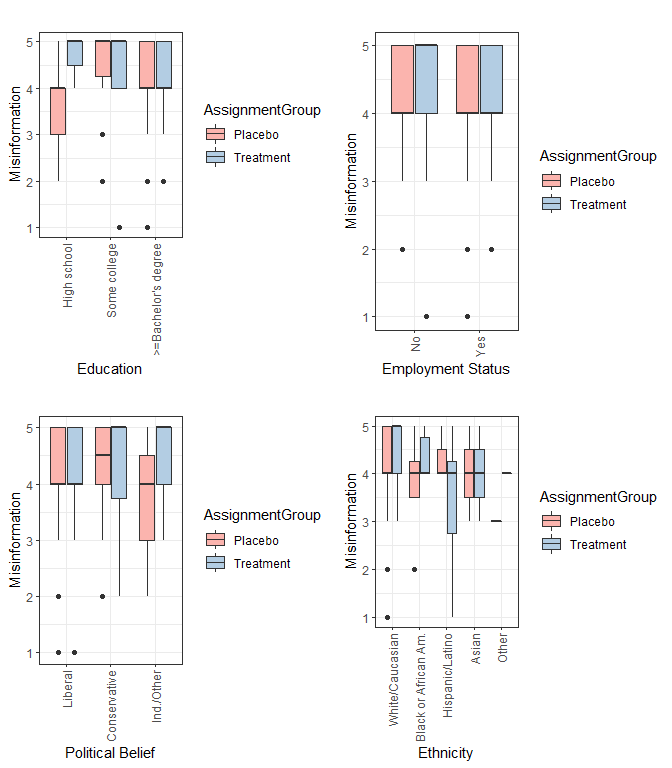 Misinformation
5
4
3
2
1
High school
Some college
>=Bachelor's degree
Education
AssignmentGroup
Placebo
Treatment
Misinformation
5
4
3
2
1
No
Yes
Employment Status
AssignmentGroup
Placebo
Treatment
Misinformation
5
4
3
2
1
Liberal
Conservative
Ind./Other
Political Belief
AssignmentGroup
Placebo
Treatment
Misinformation
5
4
3
2
1
White/Caucasian
Black or African Am.
Hispanic/Latino
Asian
Other
Ethnicity
AssignmentGroup
Placebo
Treatment